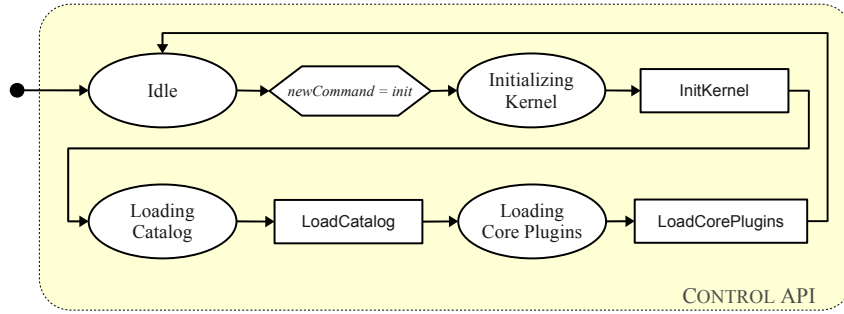 Idle
newCommand = init
Initializing
Kernel
InitKernel
Loading
Catalog
LoadCatalog
Loading
Core Plugins
LoadCorePlugins
CONTROL API